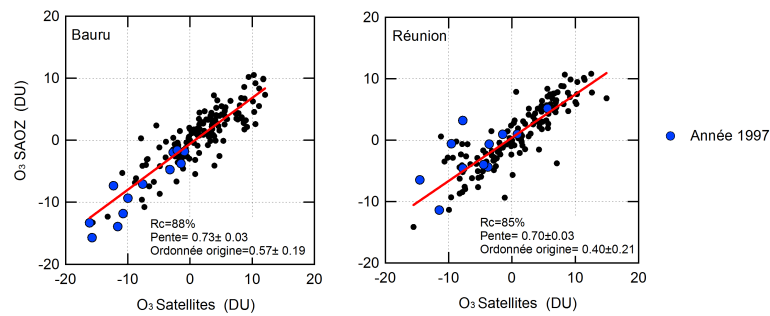 Bauru
20
10
0
-10
-20
O3 SAOZ (DU)
Rc=88%
Pente= 0.73± 0.03
Ordonnée origine=0.57± 0.19
-20 -10 0 10 20
O3 Satellites (DU)
Réunion
20
10
0
-10
-20
Rc=85%
Pente= 0.70±0.03
Ordonnée origine= 0.40±0.21
-20 -10 0 10 20
O3 Satellites (DU)
Année 1997